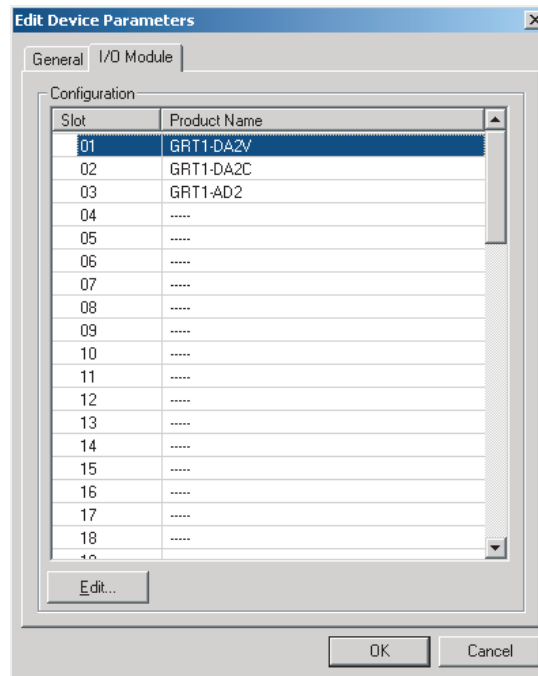 Edit Device Parameters
General I/O Module
Configuration
Slot Product Name
01 GRT1-DA2V
02 GRT1-DA2C
03 GRT1-AD2
04 -----
05 -----
06 -----
07 -----
08 -----
09 -----
10 -----
11 -----
12 -----
13 -----
14 -----
15 -----
16 -----
17 -----
18 -----
Edit...
OK Cancel